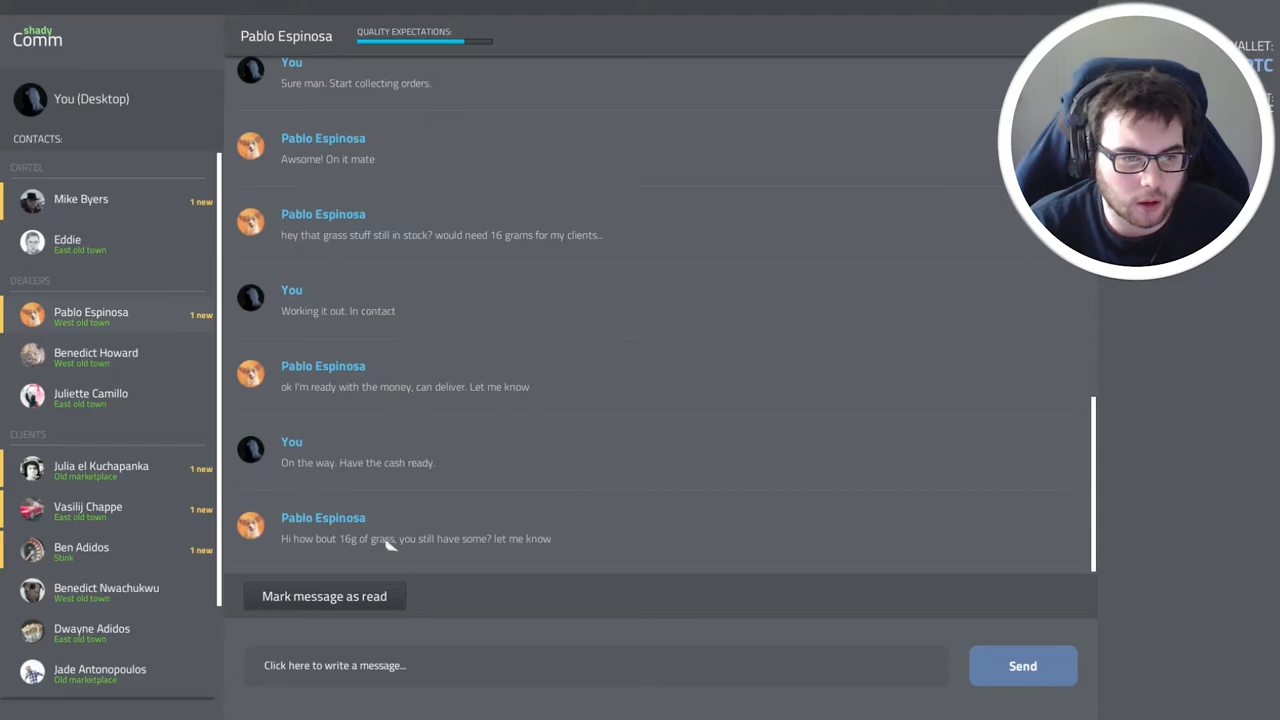 shady
Comm
You (Desktop)
CONTACTS:
CARTEL
Mike Byers
1 new
Eddie
East old town
DEALERS
Pablo Espinosa
West old town
1 new
Benedict Howard
West old town
Juliette Camillo
East old town
CLIENTS
Julia el Kuchapanka
Old marketplace
1 new
Vasilij Chappe
East old town
1 new
Ben Adidos
Stink
1 new
Benedict Nwachukwu
West old town
Dwayne Adidos
East old town
Jade Antonopoulos
Old marketplace
Pablo Espinosa
QUALITY EXPECTATIONS:
You
Sure man. Start collecting orders.
Pablo Espinosa
Awsome! On it mate
Pablo Espinosa
hey that grass stuff still in stock? would need 16 grams for my clients...
You
Working it out. In contact
Pablo Espinosa
ok I'm ready with the money, can deliver. Let me know
You
On the way. Have the cash ready.
Pablo Espinosa
Hi how bout 16g of grass, you still have some? let me know
Mark message as read
Click here to write a message...
Send